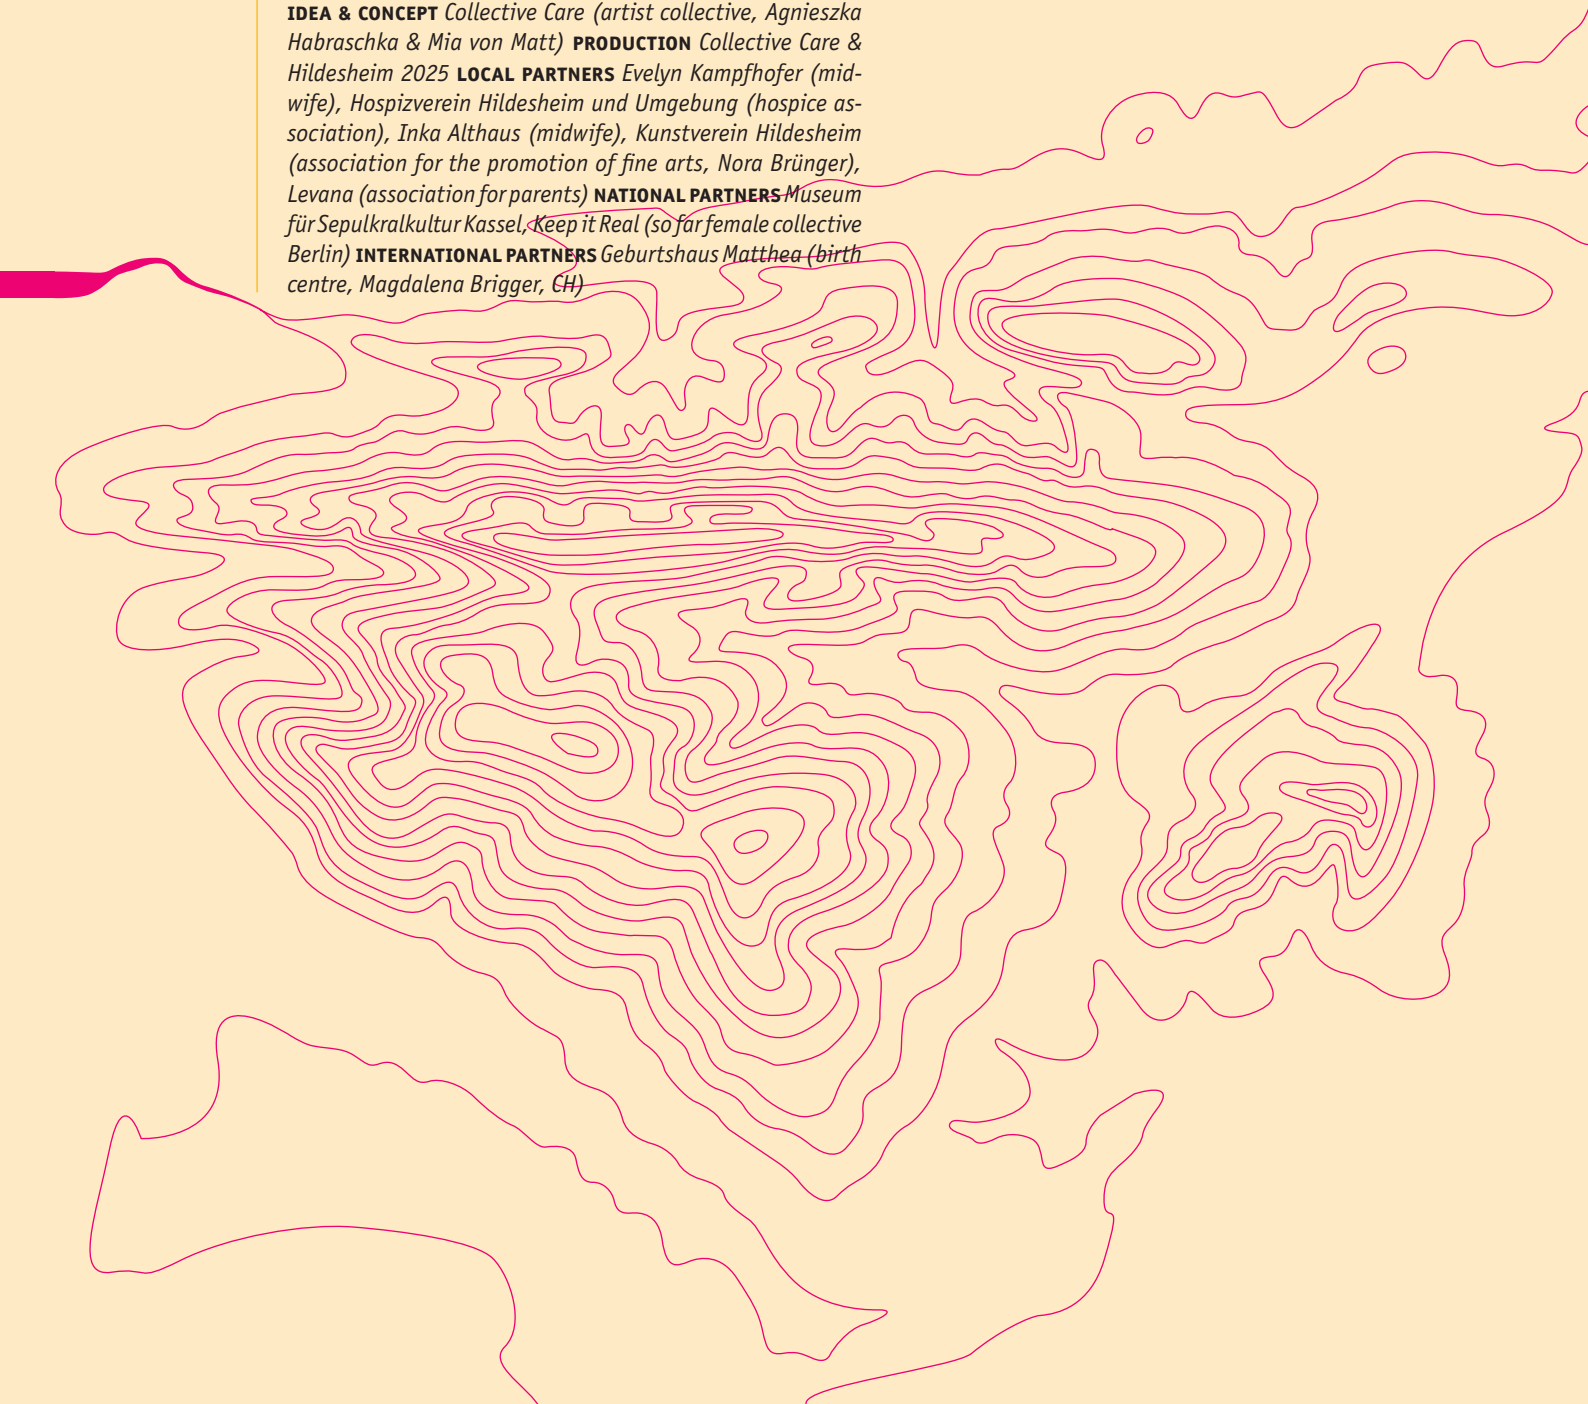 IDEA & CONCEPT Collective Care (artist collective, Agnieszka
Habraschka & Mia von Matt) PRODUCTION Collective Care &
Hildesheim 2025 LOCAL PARTNERS Evelyn Kampfhofer (mid-
wife), Hospizverein Hildesheim und Umgebung (hospice as-
sociation), Inka Althaus (midwife), Kunstverein Hildesheim
(association for the promotion of fine arts, Nora Brünger),
Levana (association for parents) NATIONAL PARTNERS Museum
für Sepulkralkultur Kassel, Keep it Real (so far female collective
Berlin) INTERNATIONAL PARTNERS Geburtshaus Matthea (birth
centre, Magdalena Brigger, CH)